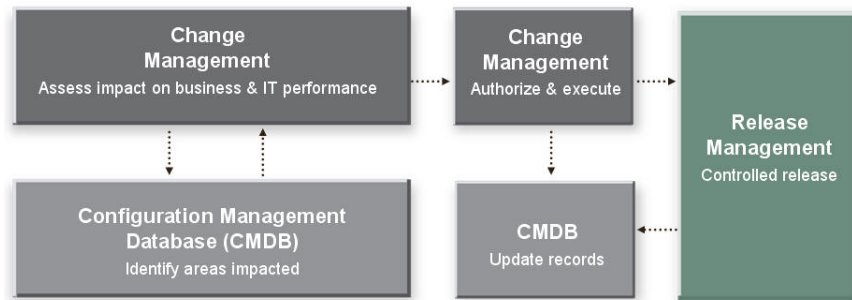 Change
Management
Assess impact on business & IT performance
Change
Management
Authorize & execute
Release
Management
Controlled release
Configuration Management
Database (CMDB)
Identify areas impacted
CMDB
Update records